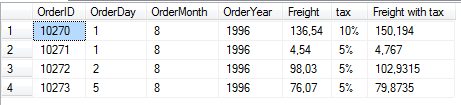 OrderID OrderDay OrderMonth OrderYear Freight tax Freight with tax
1 10270 1 8 1996 136,54 10% 150,194
2 10271 1 8 1996 4,54 5% 4,767
3 10272 2 8 1996 98,03 5% 102,9315
4 10273 5 8 1996 76,07 5% 79,8735